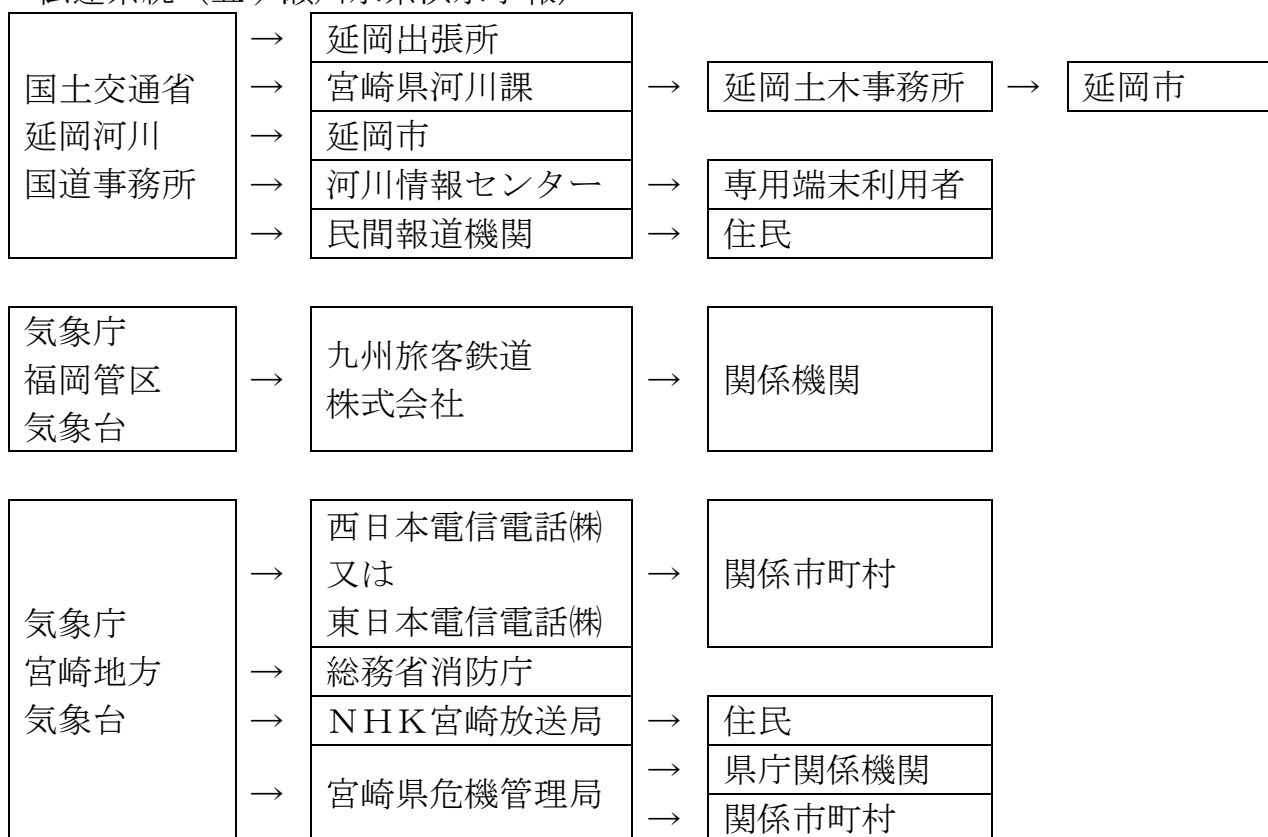 国土交通省
延岡河川
国道事務所
→ 延岡出張所
→ 宮崎県河川課 → 延岡土木事務所 → 延岡市
→ 延岡市
→ 河川情報センター → 専用端末利用者
→ 民間報道機関 → 住民
気象庁
福岡管区
気象台
→
九州旅客鉄道
株式会社
→ 関係機関
気象庁
宮崎地方
気象台
→
西日本電信電話㈱
又は
東日本電信電話㈱
→ 関係市町村
→ 総務省消防庁
→ NHK宮崎放送局 → 住民
→ 宮崎県危機管理局
→ 県庁関係機関
→ 関係市町村